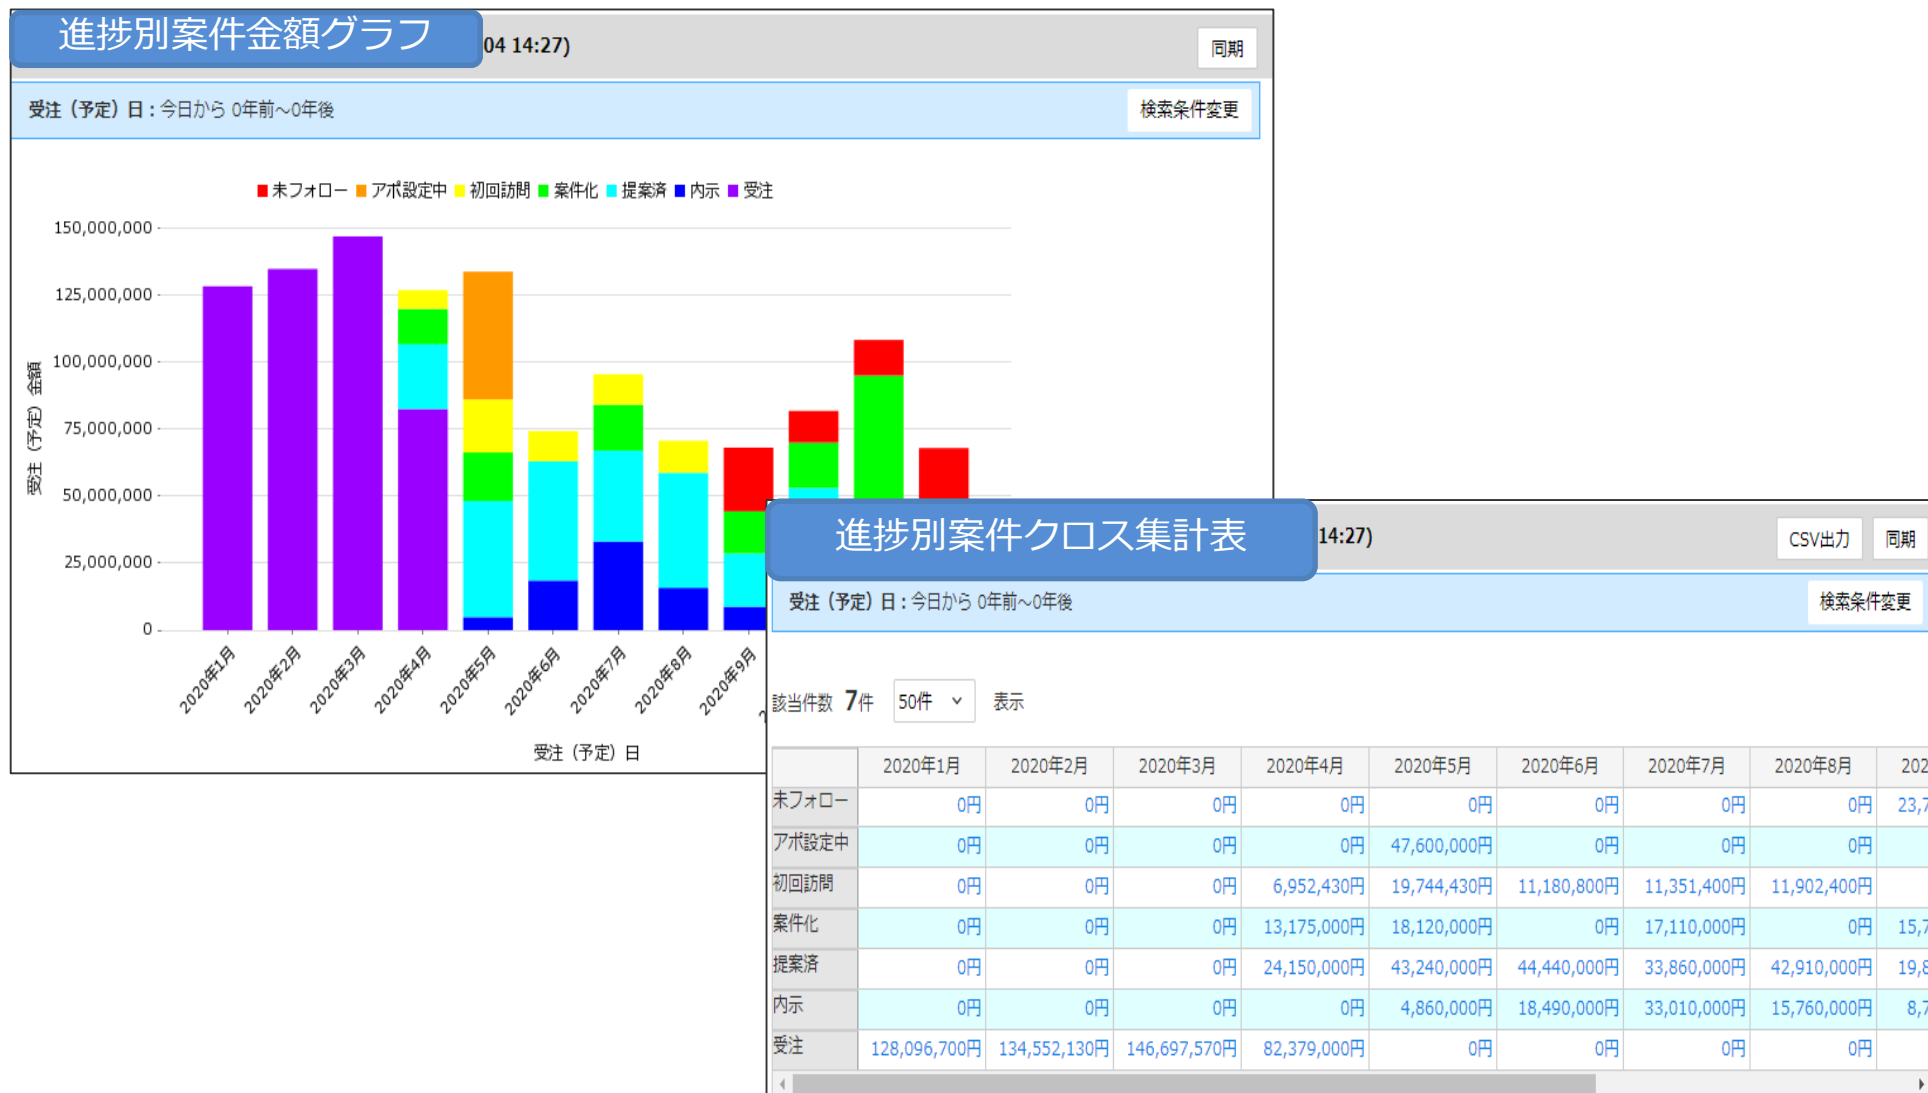 進捗別案件金額グラフ
04 14:27)
同期
受注（予定）日：今日から 0年前～0年後
検索条件変更
未フォロー アポ設定中 初回訪問 案件化 提案済 内示 受注
150,000,000
125,000,000
100,000,000
75,000,000
50,000,000
25,000,000
0
受注（予定）金額
2020年1月 2020年2月 2020年3月 2020年4月 2020年5月 2020年6月 2020年7月 2020年8月 2020年9月
受注（予定）日
進捗別案件クロス集計表
14:27)
CSV出力 同期
受注（予定）日：今日から 0年前～0年後
検索条件変更
該当件数 7件 50件 表示
2020年1月 2020年2月 2020年3月 2020年4月 2020年5月 2020年6月 2020年7月 2020年8月 202
未フォロー 0円 0円 0円 0円 0円 0円 0円 0円 23,7
アポ設定中 0円 0円 0円 0円 47,600,000円 0円 0円 0円
初回訪問 0円 0円 0円 6,952,430円 19,744,430円 11,180,800円 11,351,400円 11,902,400円
案件化 0円 0円 0円 13,175,000円 18,120,000円 0円 17,110,000円 0円 15,7
提案済 0円 0円 0円 24,150,000円 43,240,000円 44,440,000円 33,860,000円 42,910,000円 19,8
内示 0円 0円 0円 0円 4,860,000円 18,490,000円 33,010,000円 15,760,000円 8,7
受注 128,096,700円 134,552,130円 146,697,570円 82,379,000円 0円 0円 0円 0円